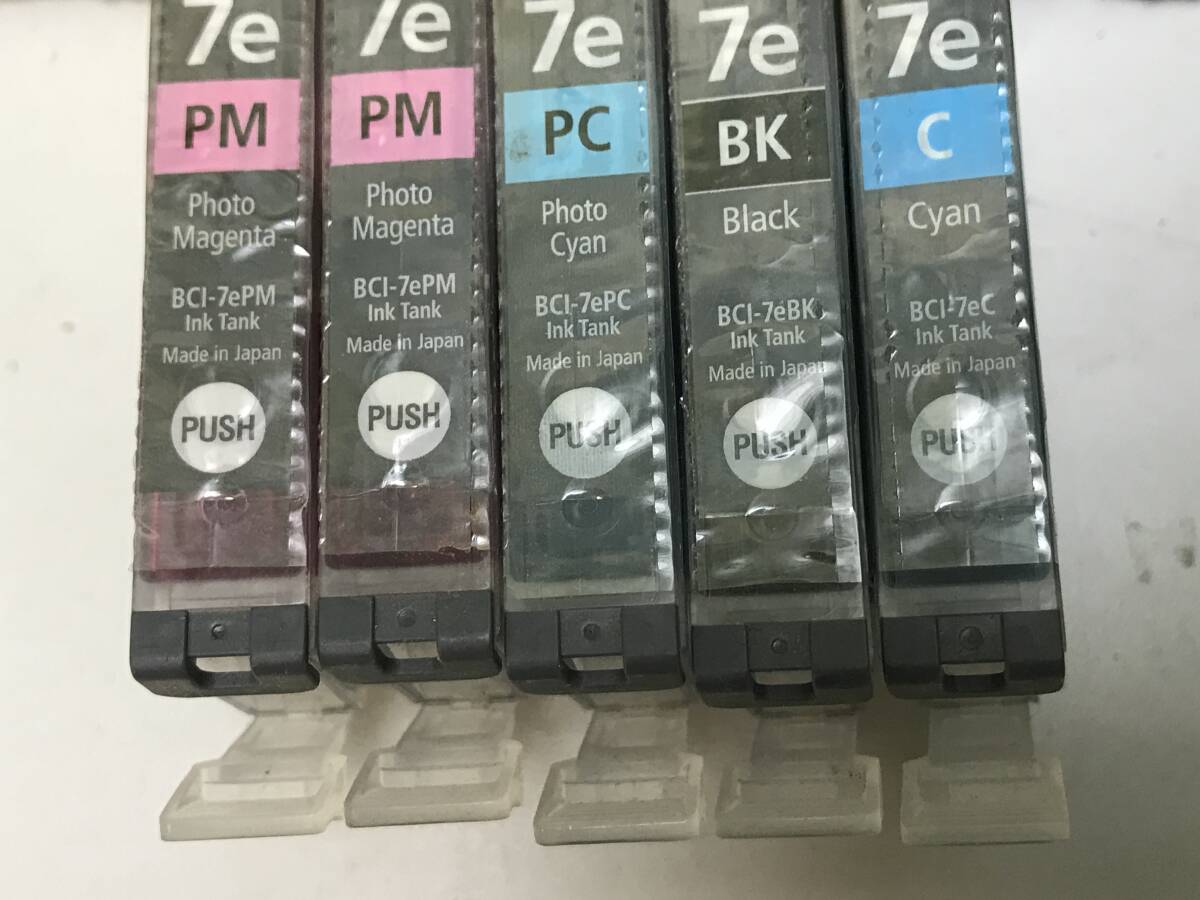 7e
PM
Photo
Magenta
BCI-7ePM
Ink Tank
Made in Japan
PUSH
7e
PM
Photo
Magenta
BCI-7ePM
Ink Tank
Made in Japan
PUSH
7e
PC
Photo
Cyan
BCI-7ePC
Ink Tank
Made in Japan
PUSH
7e
BK
Black
BCI-7eBK
Ink Tank
Made in Japan
PUSH
7e
C
Cyan
BCI-7eC
Ink Tank
Made in Japan
PUSH